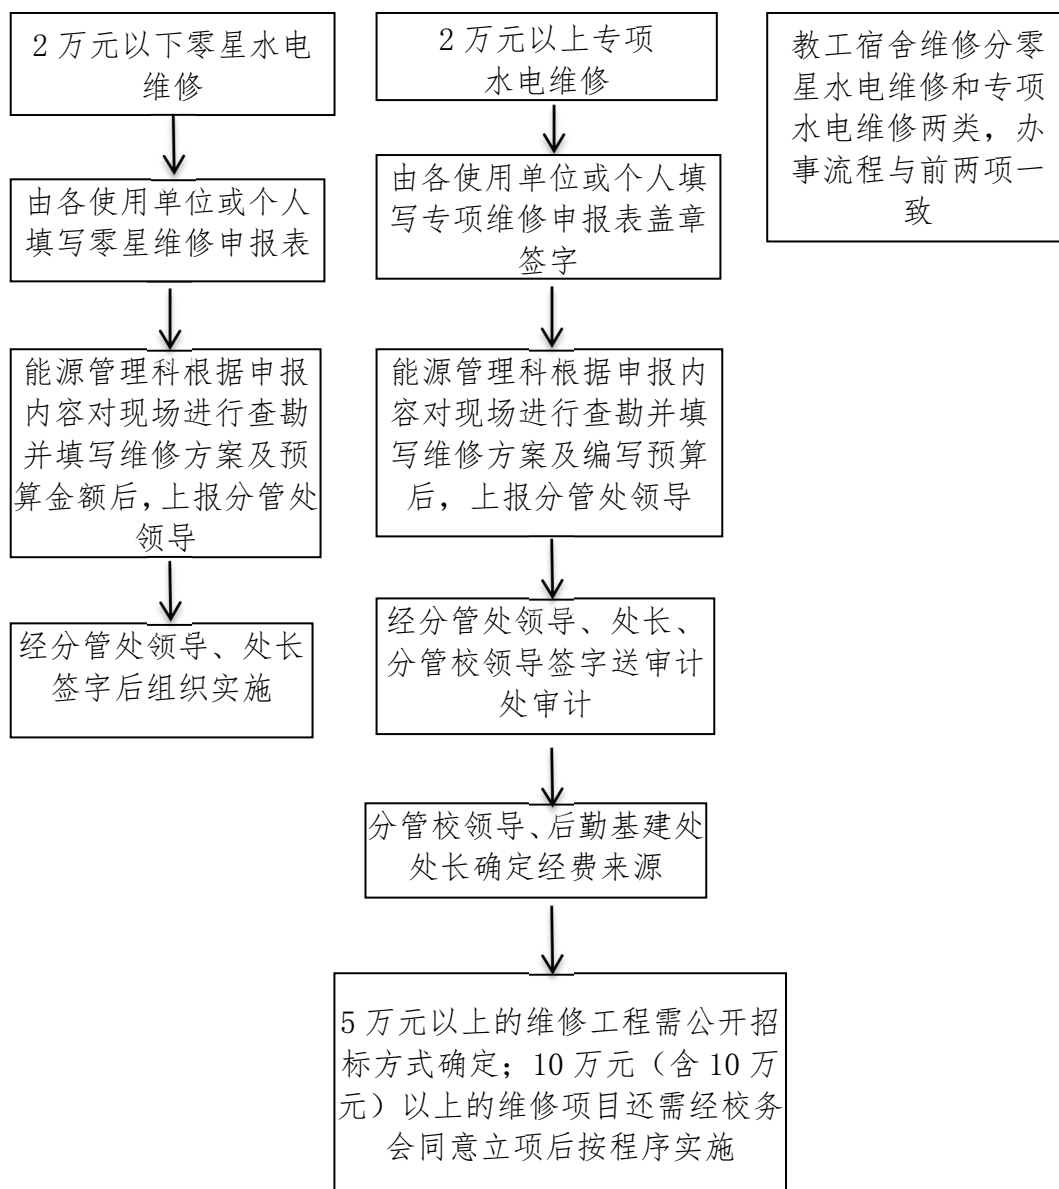 2 万元以下零星水电
维修
由各使用单位或个人
填写零星维修申报表
能源管理科根据申报
内容对现场进行查勘
并填写维修方案及预
算金额后，上报分管处
领导
经分管处领导、处长
签字后组织实施
2 万元以上专项
水电维修
由各使用单位或个人填
写专项维修申报表盖章
签字
能源管理科根据申报内
容对现场进行查勘并填
写维修方案及编写预算
后，上报分管处领导
经分管处领导、处长、
分管校领导签字送审计
处审计
分管校领导、后勤基建处
处长确定经费来源
5 万元以上的维修工程需公开招
标方式确定；10 万元（含 10 万
元）以上的维修项目还需经校务
会同意立项后按程序实施
教工宿舍维修分零
星水电维修和专项
水电维修两类，办
事流程与前两项一
致